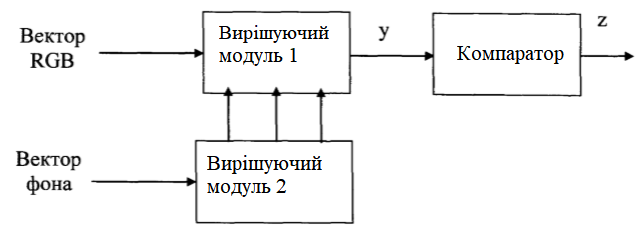 Вектор
RGB
Вирішуючий
модуль 1
y
Компаратор
z
Вектор
фона
Вирішуючий
модуль 2